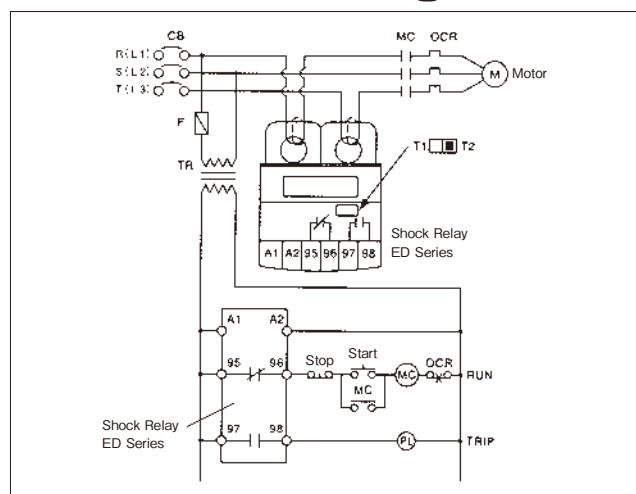 CB
MC OCR
R(L1)
S(L2)
T(L3)
M Motor
F
T1 T2
TR
Shock Relay
ED Series
A1 A2 95 96 97 98
A1 A2
95 96 Stop Start MC OCR RUN
MC
Shock Relay
ED Series
97 98 PL TRIP